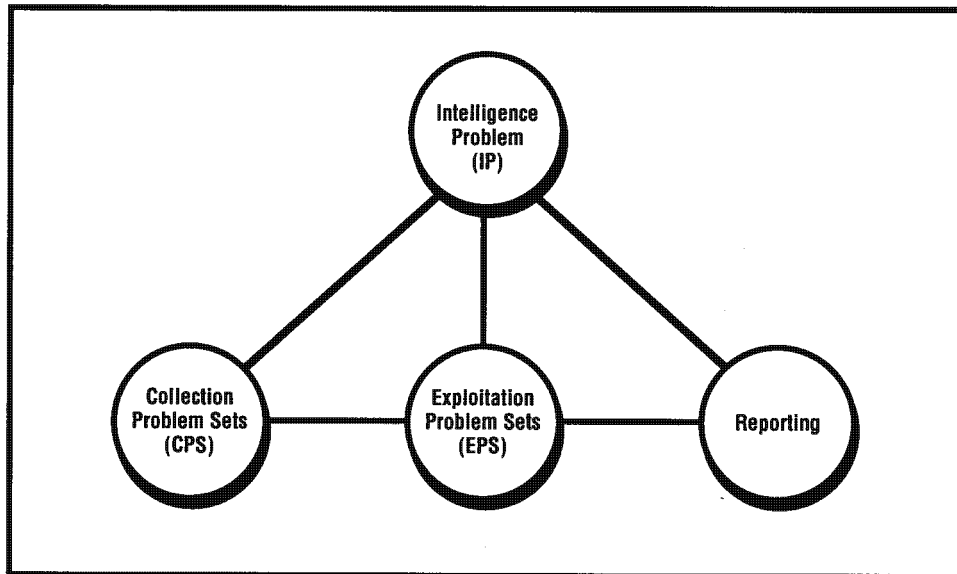 Intelligence
Problem
(IP)
Collection
Problem Sets
(CPS)
Exploitation
Problem Sets
(EPS)
Reporting